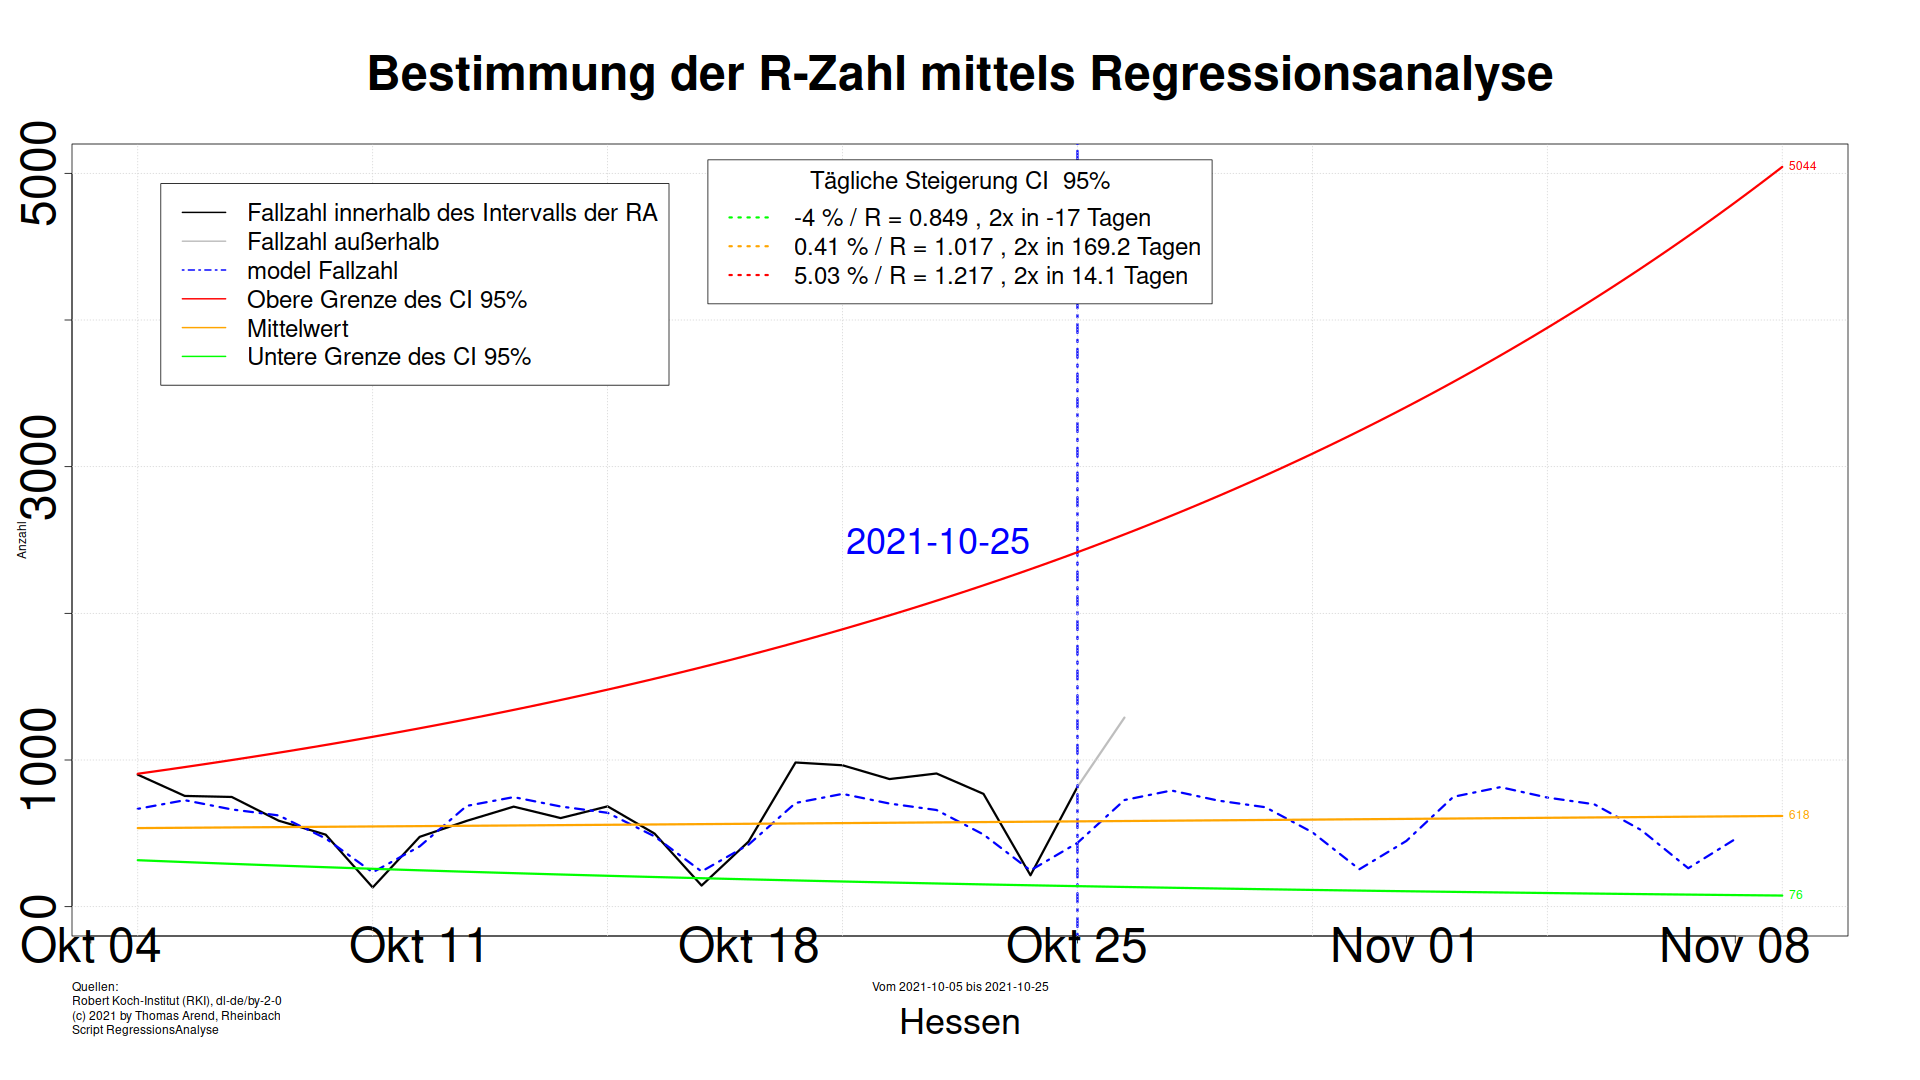 Bestimmung der R-Zahl mittels Regressionsanalyse
5000
3000
1000
0
Anzahl
Fallzahl innerhalb des Intervalls der RA
Fallzahl außerhalb
model Fallzahl
Obere Grenze des CI 95%
Mittelwert
Untere Grenze des CI 95%
Tägliche Steigerung CI 95%
-4 % / R = 0.849 , 2x in -17 Tagen
0.41 % / R = 1.017 , 2x in 169.2 Tagen
5.03 % / R = 1.217 , 2x in 14.1 Tagen
5044
2021-10-25
618
76
Okt 04 Okt 11 Okt 18 Okt 25 Nov 01 Nov 08
Quellen:
Robert Koch-Institut (RKI), dl-de/by-2-0
(c) 2021 by Thomas Arend, Rheinbach
Script RegressionsAnalyse
Vom 2021-10-05 bis 2021-10-25
Hessen